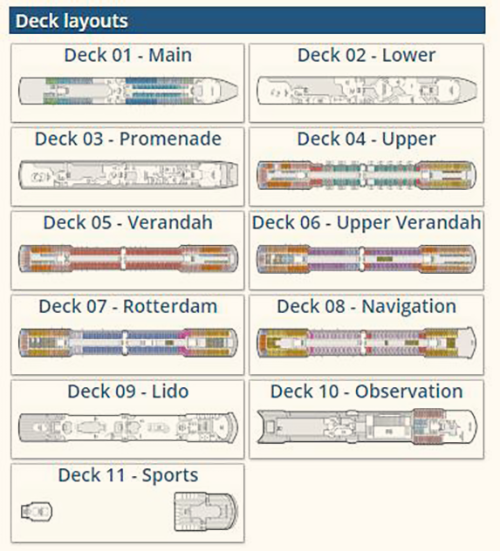 Deck layouts
Deck 01 - Main
Deck 02 - Lower
Deck 03 - Promenade
Deck 04 - Upper
Deck 05 - Verandah
Deck 06 - Upper Verandah
Deck 07 - Rotterdam
Deck 08 - Navigation
Deck 09 - Lido
Deck 10 - Observation
Deck 11 - Sports